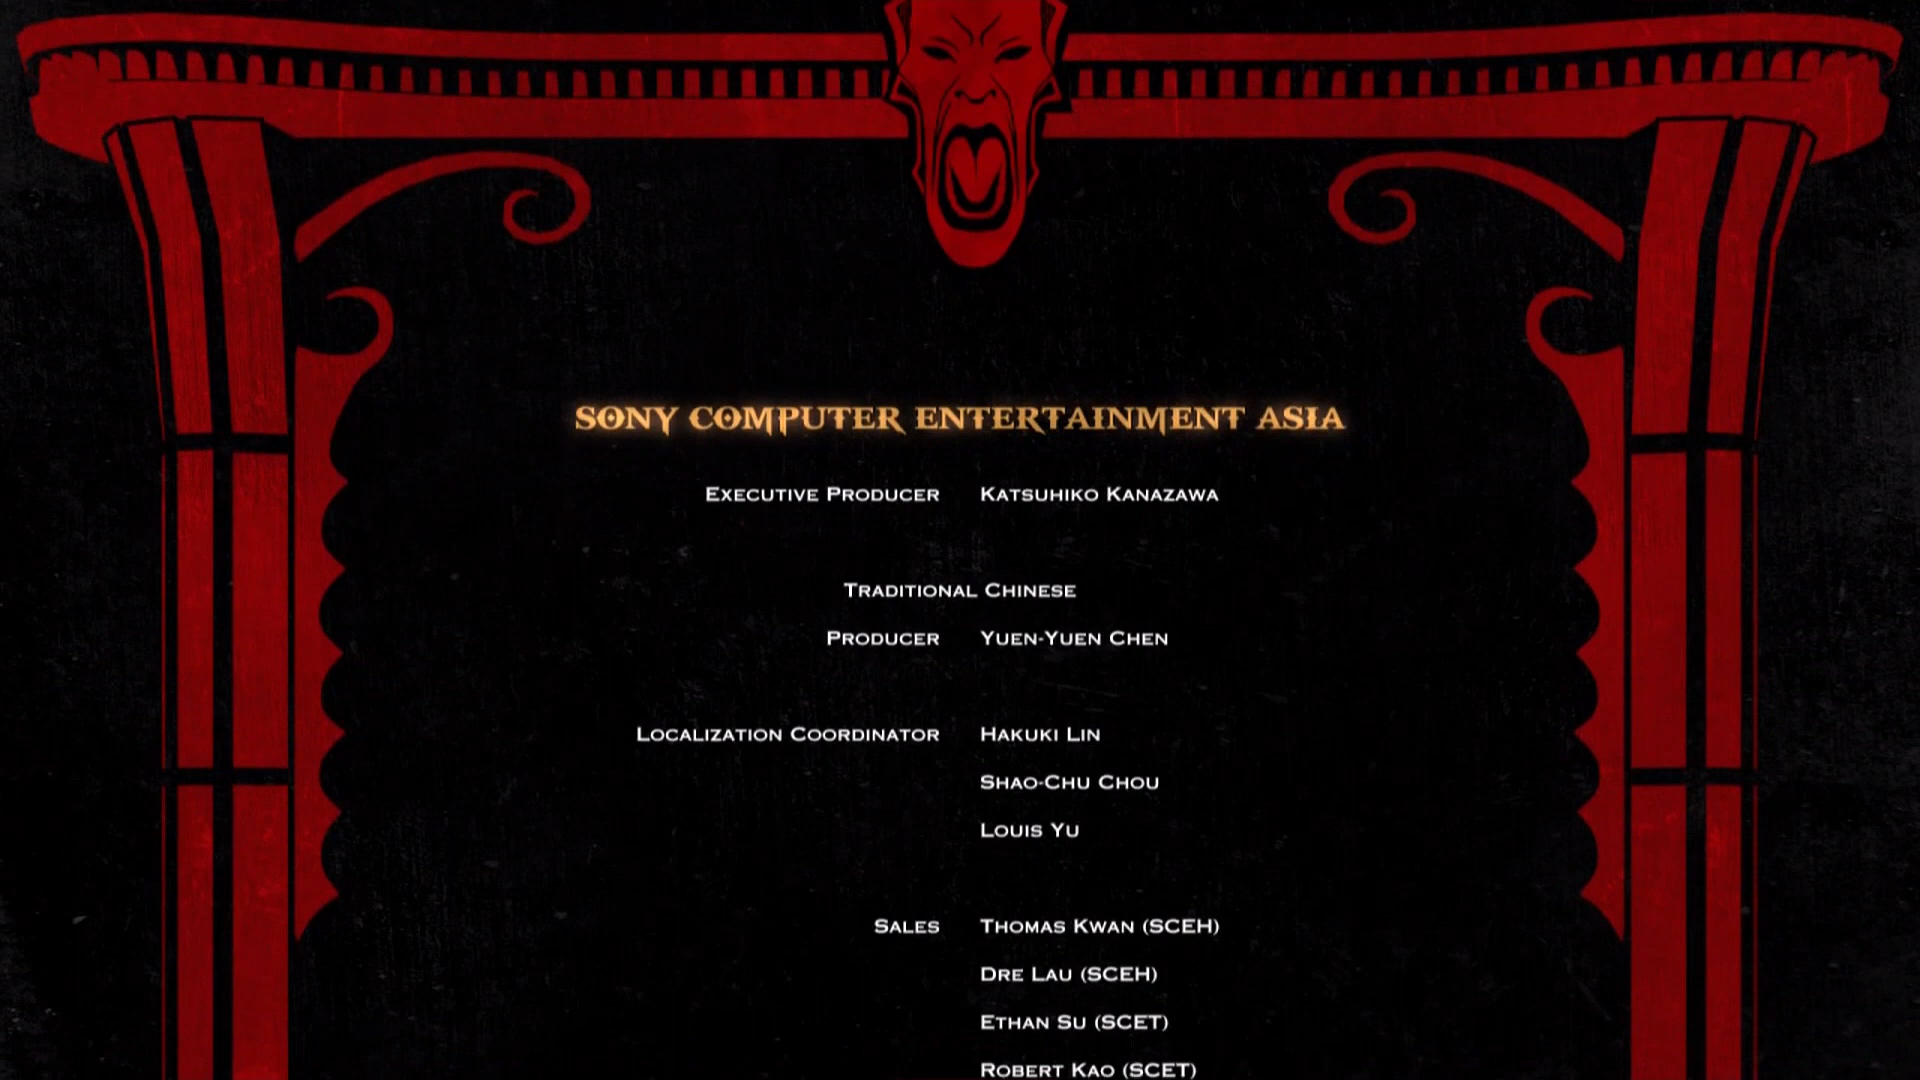 SONY COMPUTER ENTERTAINMENT ASIA
EXECUTIVE PRODUCER KATSUHIKO KANAZAWA
TRADITIONAL CHINESE
PRODUCER YUEN-YUEN CHEN
LOCALIZATION COORDINATOR HAKUKI LIN
SHAO-CHU CHOU
LOUIS YU
SALES THOMAS KWAN (SCEH)
DRE LAU (SCEH)
ETHAN SU (SCET)
ROBERT KAO (SCET)